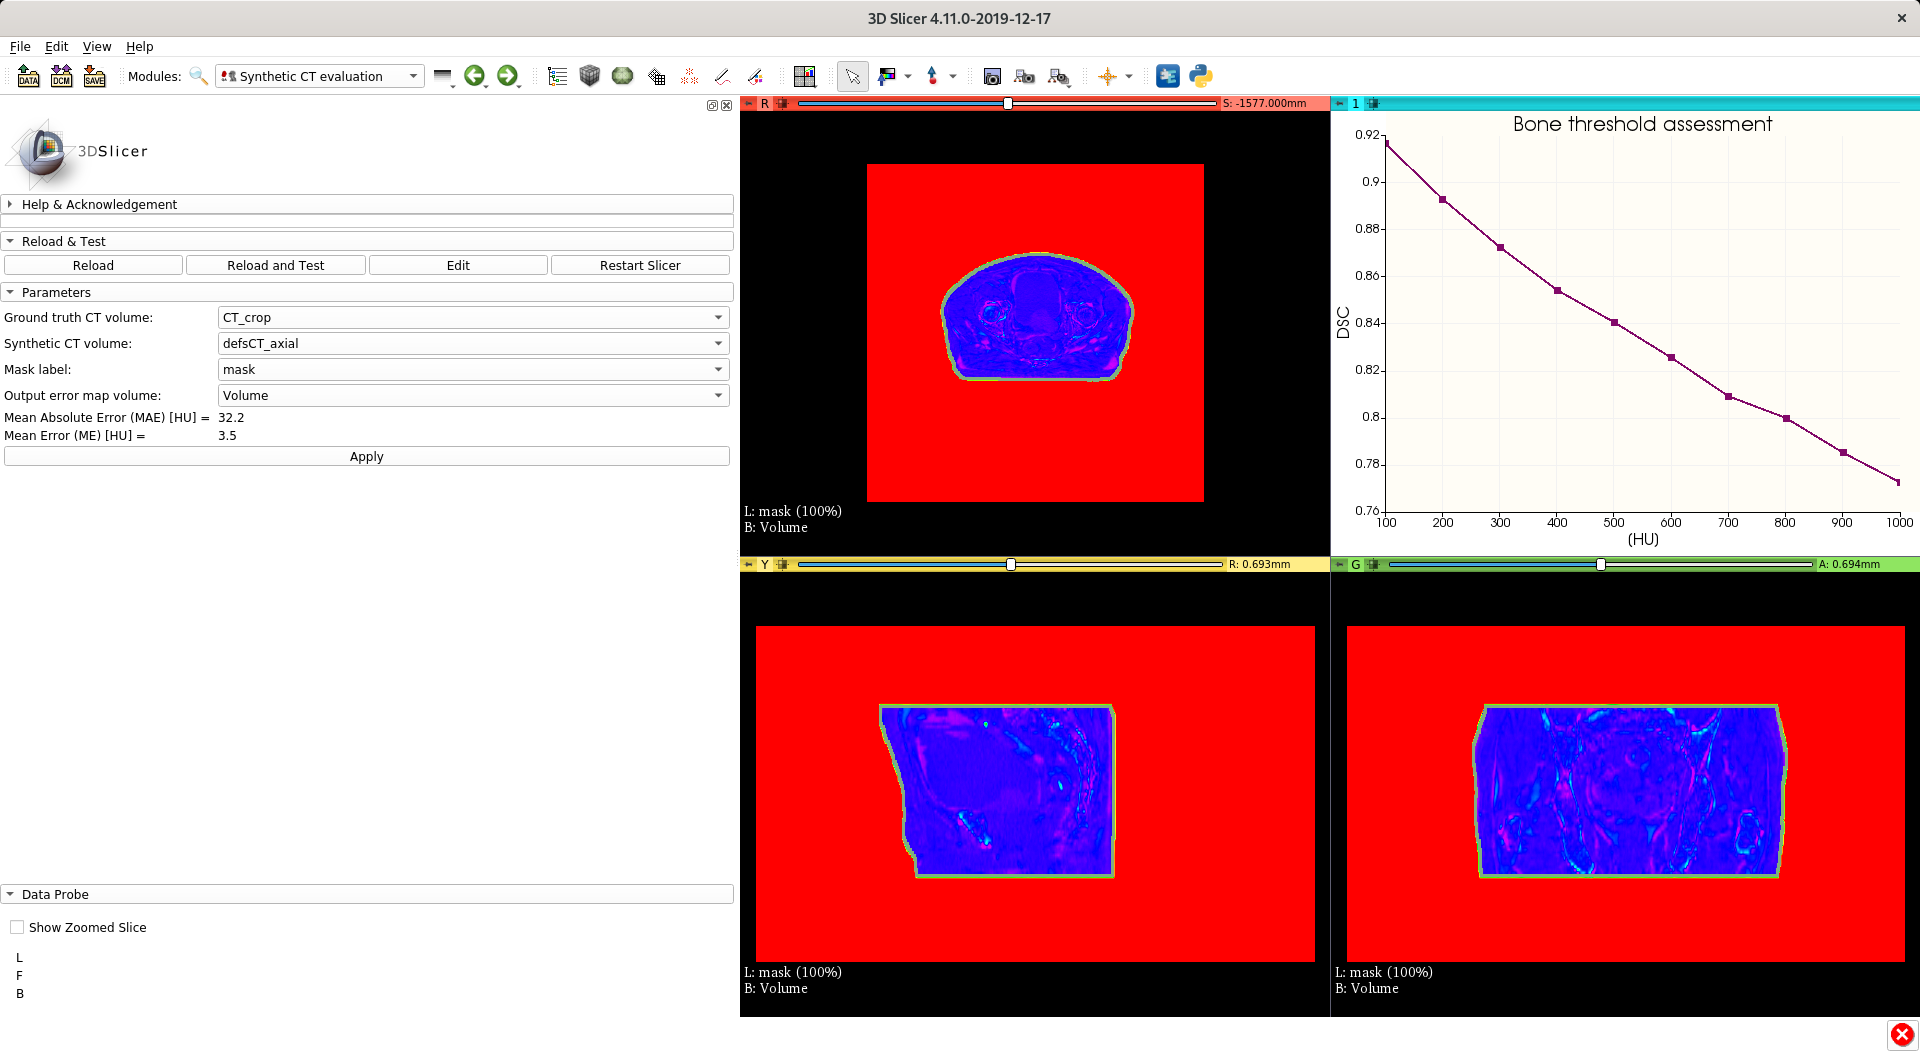 3D Slicer 4.11.0-2019-12-17
File Edit View Help
DATA DCM SAVE Modules: Synthetic CT evaluation
3DSlicer
Help & Acknowledgement
Reload & Test
Reload Reload and Test Edit Restart Slicer
Parameters
Ground truth CT volume: CT_crop
Synthetic CT volume: defsCT_axial
Mask label: mask
Output error map volume: Volume
Mean Absolute Error (MAE) [HU] = 32.2
Mean Error (ME) [HU] = 3.5
Apply
Data Probe
Show Zoomed Slice
L
F
B
R S: -1577.000mm
L: mask (100%)
B: Volume
1
Bone threshold assessment
0.92
0.9
0.88
0.86
0.84
0.82
0.8
0.78
0.76
DSC
100 200 300 400 500 600 700 800 900 1000
(HU)
Y R: 0.693mm
L: mask (100%)
B: Volume
G A: 0.694mm
L: mask (100%)
B: Volume